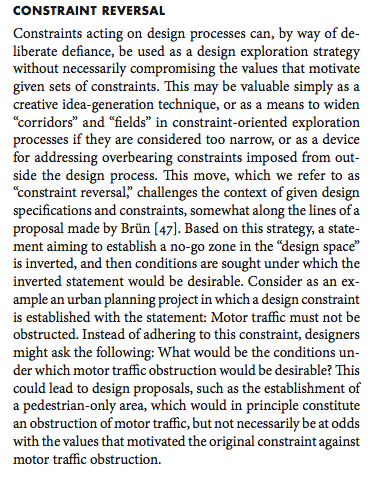 CONSTRAINT REVERSAL
Constraints acting on design processes can, by way of de-
liberate defiance, be used as a design exploration strategy
without necessarily compromising the values that motivate
given sets of constraints. This may be valuable simply as a
creative idea-generation technique, or as a means to widen
“corridors” and “fields” in constraint-oriented exploration
processes if they are considered too narrow, or as a device
for addressing overbearing constraints imposed from out-
side the design process. This move, which we refer to as
“constraint reversal,” challenges the context of given design
specifications and constraints, somewhat along the lines of a
proposal made by Brün [47]. Based on this strategy, a state-
ment aiming to establish a no-go zone in the “design space”
is inverted, and then conditions are sought under which the
inverted statement would be desirable. Consider as an ex-
ample an urban planning project in which a design constraint
is established with the statement: Motor traffic must not be
obstructed. Instead of adhering to this constraint, designers
might ask the following: What would be the conditions un-
der which motor traffic obstruction would be desirable? This
could lead to design proposals, such as the establishment of
a pedestrian-only area, which would in principle constitute
an obstruction of motor traffic, but not necessarily be at odds
with the values that motivated the original constraint against
motor traffic obstruction.